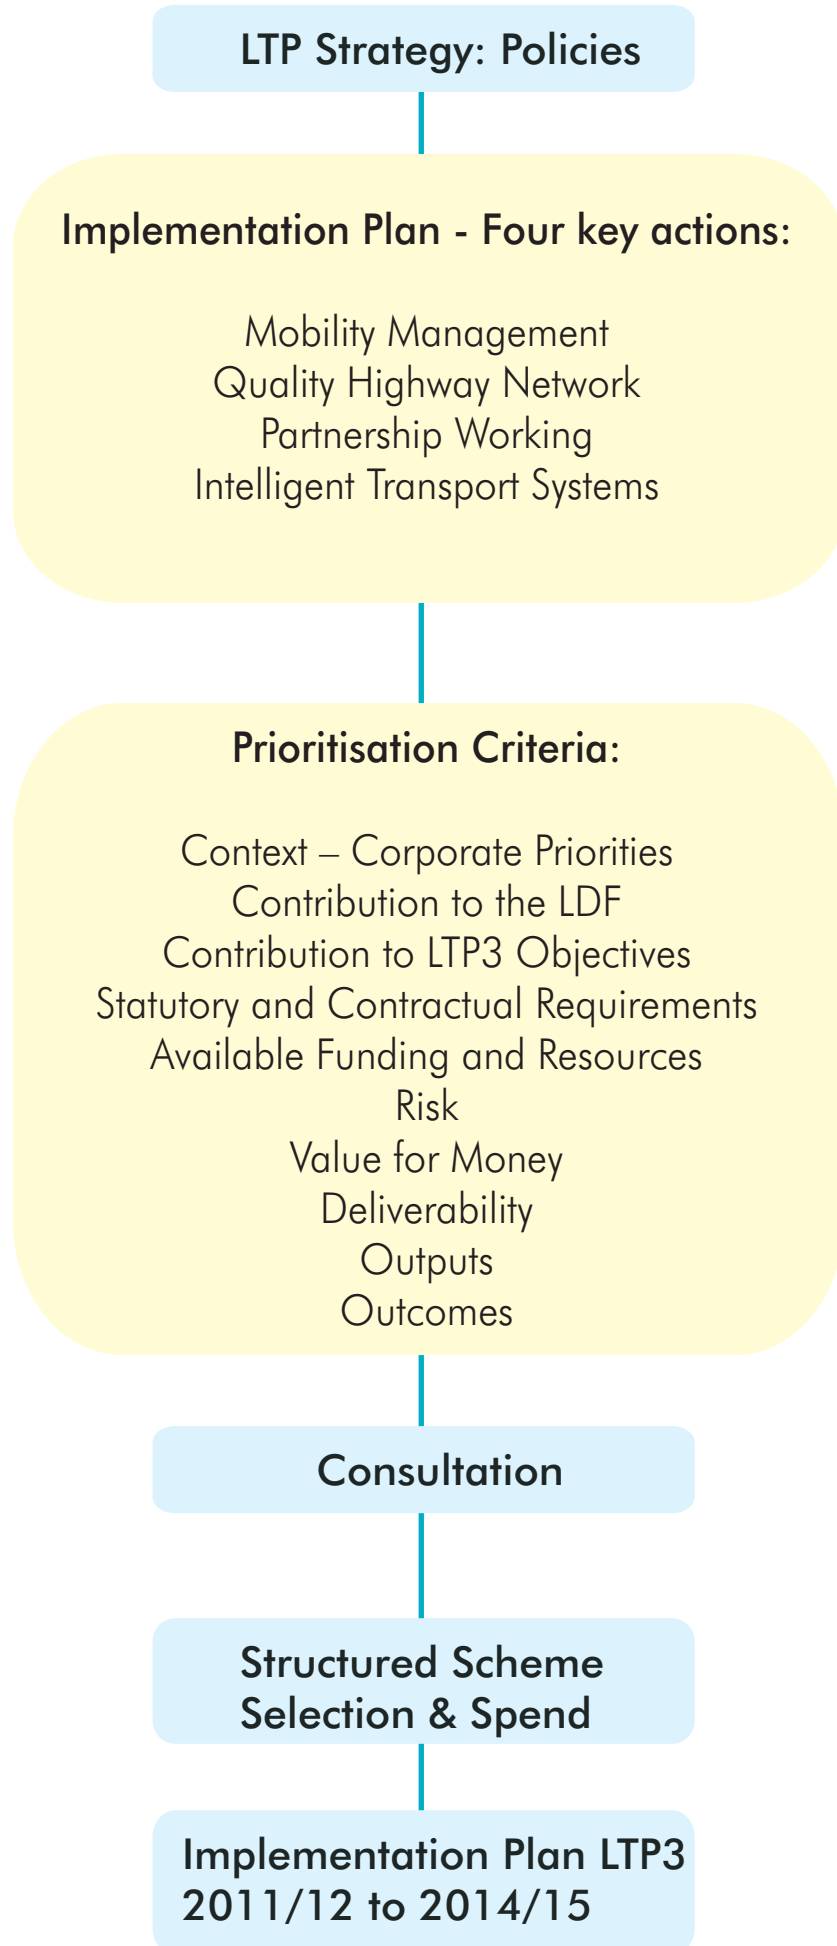 LTP Strategy: Policies
Implementation Plan - Four key actions:
Mobility Management
Quality Highway Network
Partnership Working
Intelligent Transport Systems
Prioritisation Criteria:
Context – Corporate Priorities
Contribution to the LDF
Contribution to LTP3 Objectives
Statutory and Contractual Requirements
Available Funding and Resources
Risk
Value for Money
Deliverability
Outputs
Outcomes
Consultation
Structured Scheme
Selection & Spend
Implementation Plan LTP3
2011/12 to 2014/15